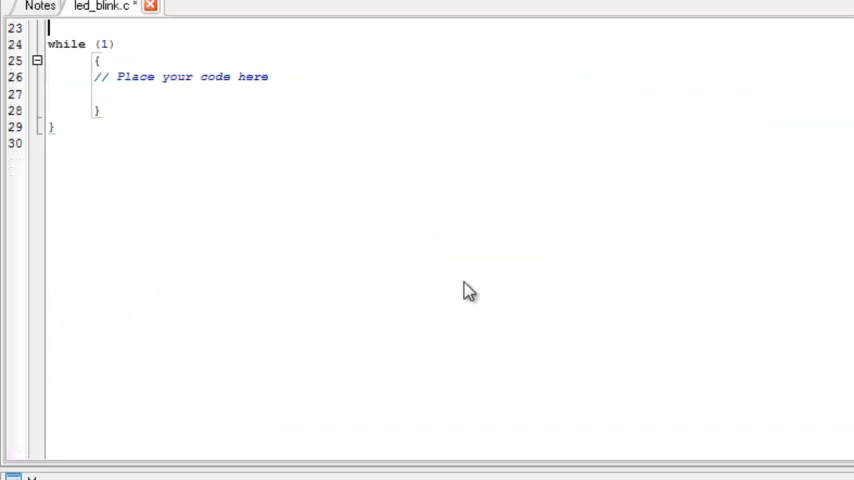 Notes led_blink.c *
23
24 while (1)
25 {
26 // Place your code here
27
28 }
29 }
30